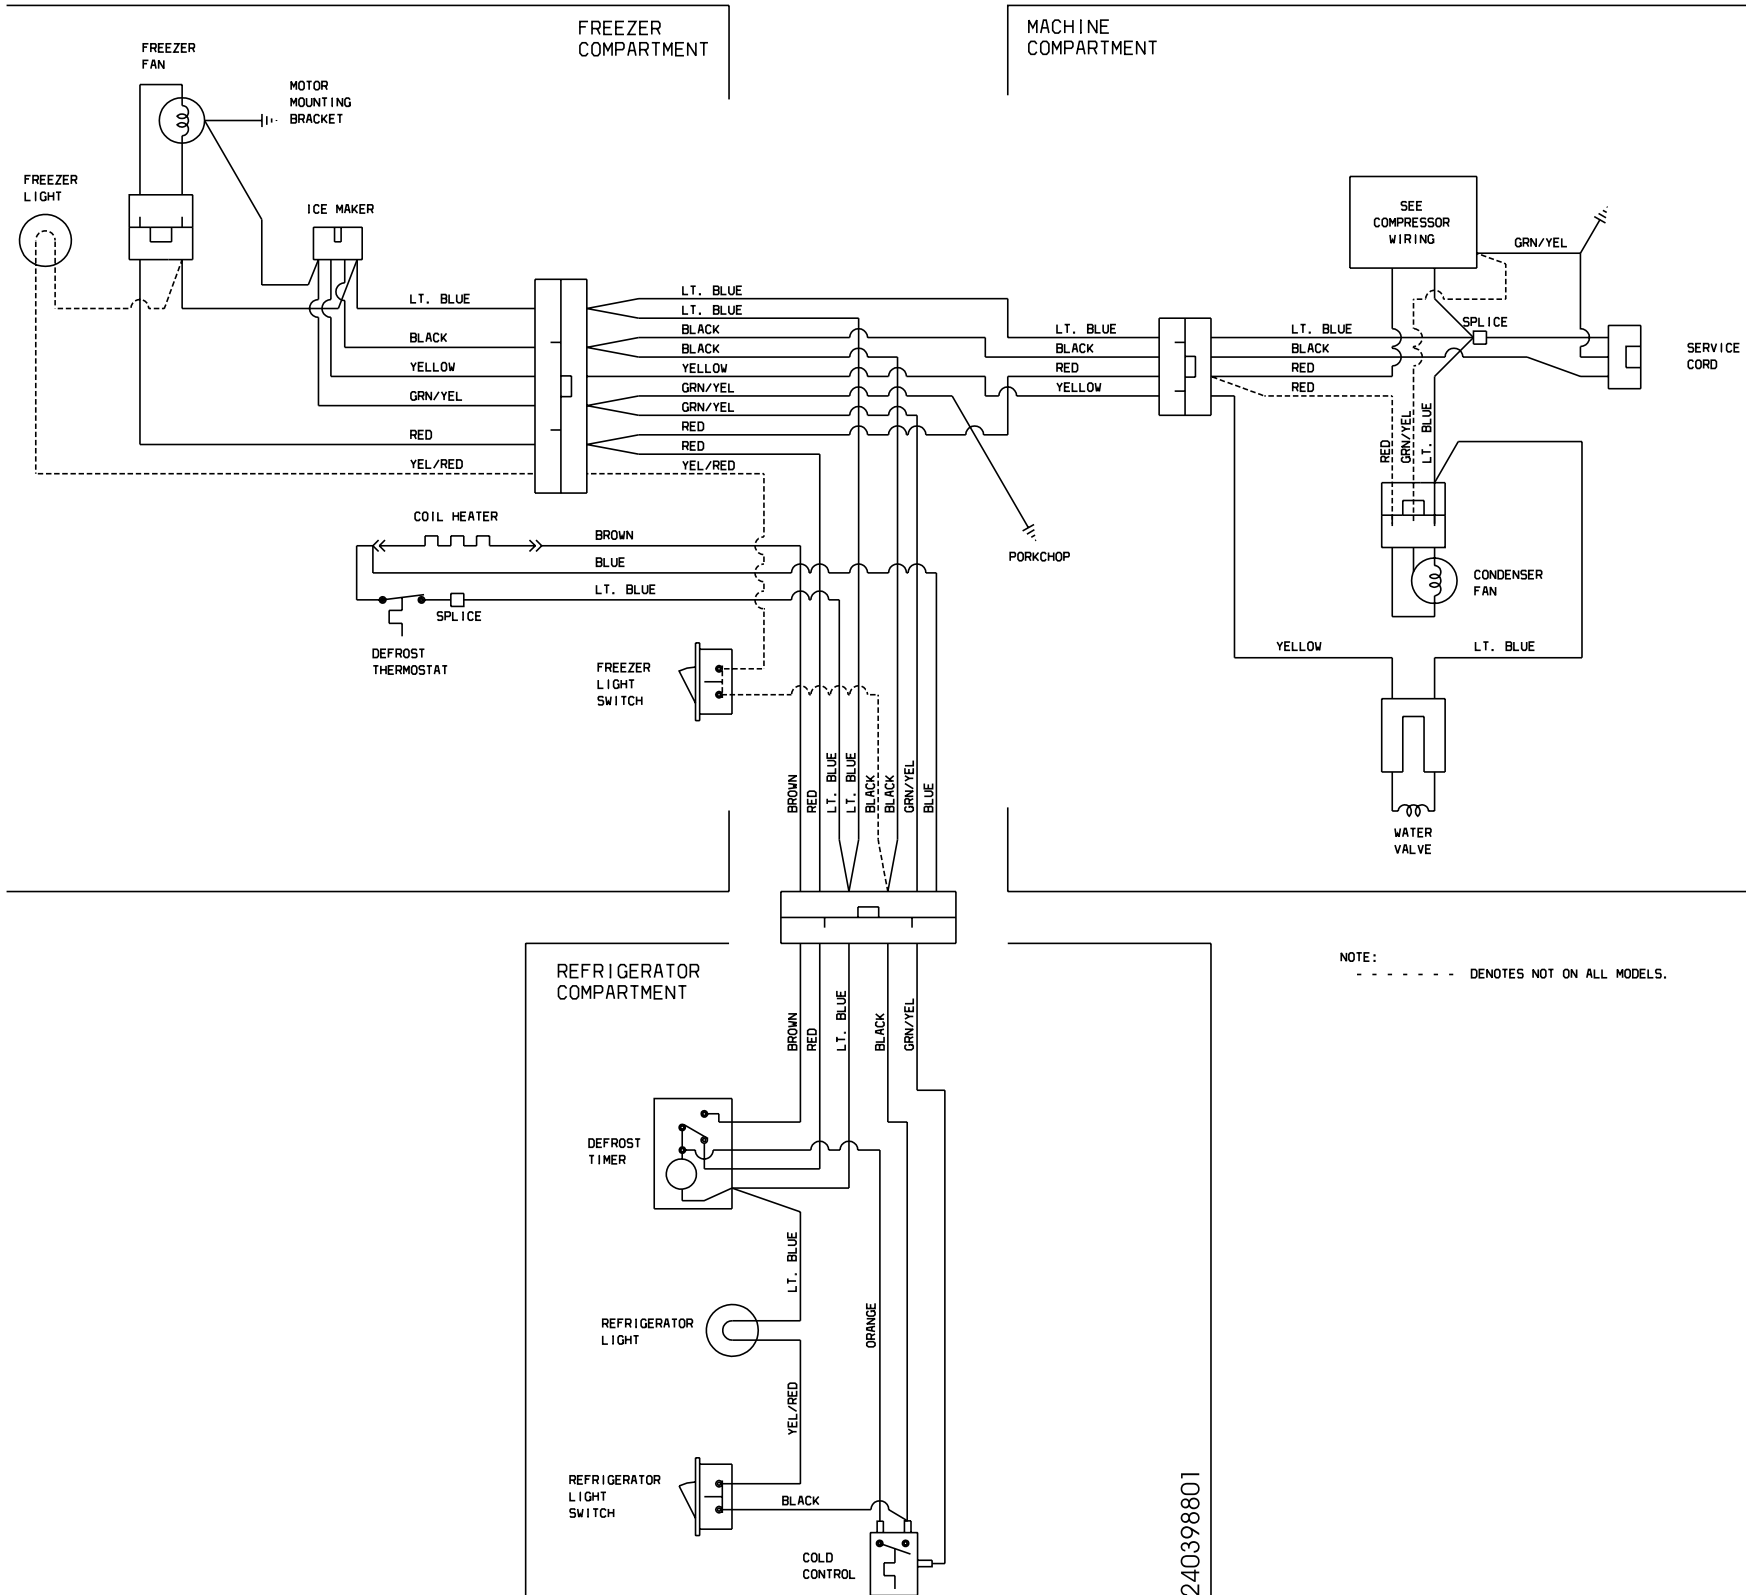 FREEZER
COMPARTMENT
MACHINE
COMPARTMENT
FREEZER
FAN
MOTOR
MOUNTING
BRACKET
FREEZER
LIGHT
ICE MAKER
SEE
COMPRESSOR
WIRING
GRN/YEL
LT. BLUE
LT. BLUE
LT. BLUE
BLACK
BLACK
BLACK
YELLOW
YELLOW
GRN/YEL
GRN/YEL
GRN/YEL
RED
RED
RED
YEL/RED
YEL/RED
LT. BLUE
BLACK
RED
YELLOW
LT. BLUE
BLACK
RED
RED
SPLICE
SERVICE
CORD
RED
GRN/YEL
LT. BLUE
COIL HEATER
BROWN
BLUE
LT. BLUE
SPLICE
DEFROST
THERMOSTAT
PORKCHOP
CONDENSER
FAN
FREEZER
LIGHT
SWITCH
YELLOW
LT. BLUE
BROWN
RED
LT. BLUE
LT. BLUE
BLACK
BLACK
GRN/YEL
BLUE
WATER
VALVE
REFRIGERATOR
COMPARTMENT
NOTE:
- - - - - - - DENOTES NOT ON ALL MODELS.
BROWN
RED
LT. BLUE
BLACK
GRN/YEL
DEFROST
TIMER
LT. BLUE
REFRIGERATOR
LIGHT
ORANGE
YEL/RED
REFRIGERATOR
LIGHT
SWITCH
BLACK
COLD
CONTROL
240398801